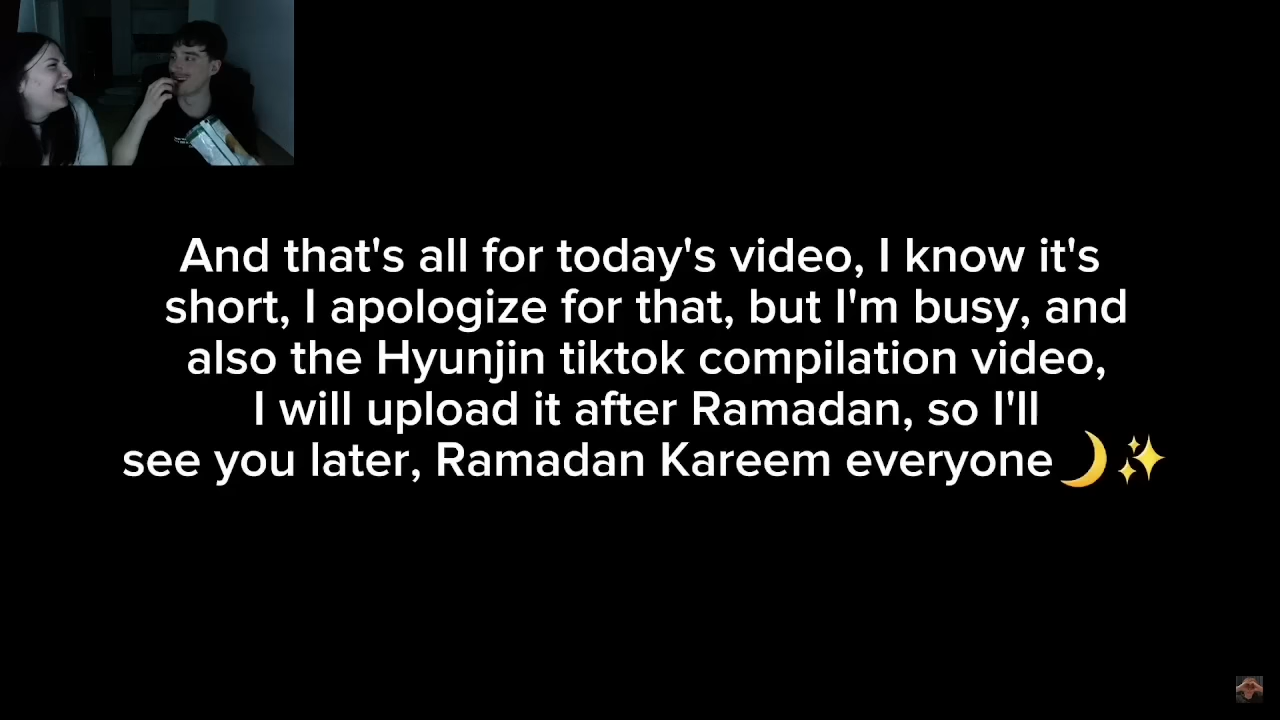 And that's all for today's video, I know it's
short, I apologize for that, but I'm busy, and
also the Hyunjin tiktok compilation video,
I will upload it after Ramadan, so I'll
see you later, Ramadan Kareem everyone🌙✨